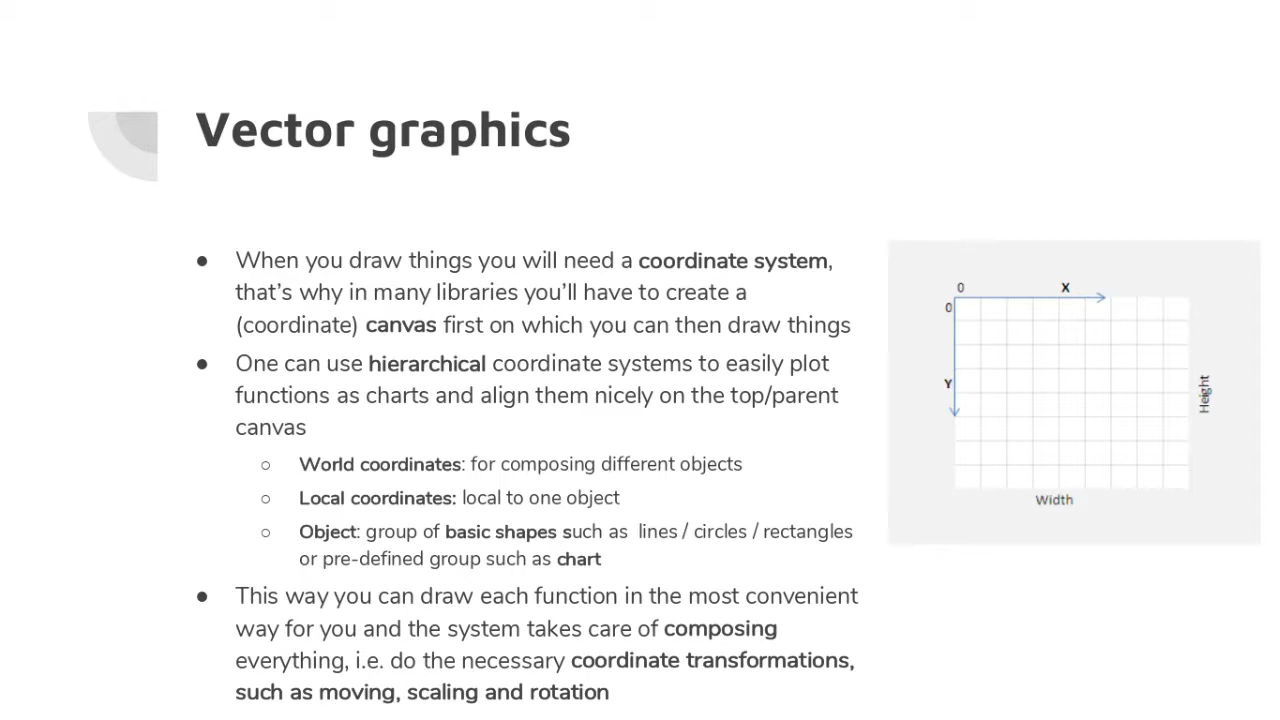 Vector graphics
● When you draw things you will need a coordinate system,
that's why in many libraries you'll have to create a
(coordinate) canvas first on which you can then draw things
● One can use hierarchical coordinate systems to easily plot
functions as charts and align them nicely on the top/parent
canvas
○ World coordinates: for composing different objects
○ Local coordinates: local to one object
○ Object: group of basic shapes such as  lines / circles / rectangles
or pre-defined group such as chart
● This way you can draw each function in the most convenient
way for you and the system takes care of composing
everything, i.e. do the necessary coordinate transformations,
such as moving, scaling and rotation
0 X
0
Y
Height
Width